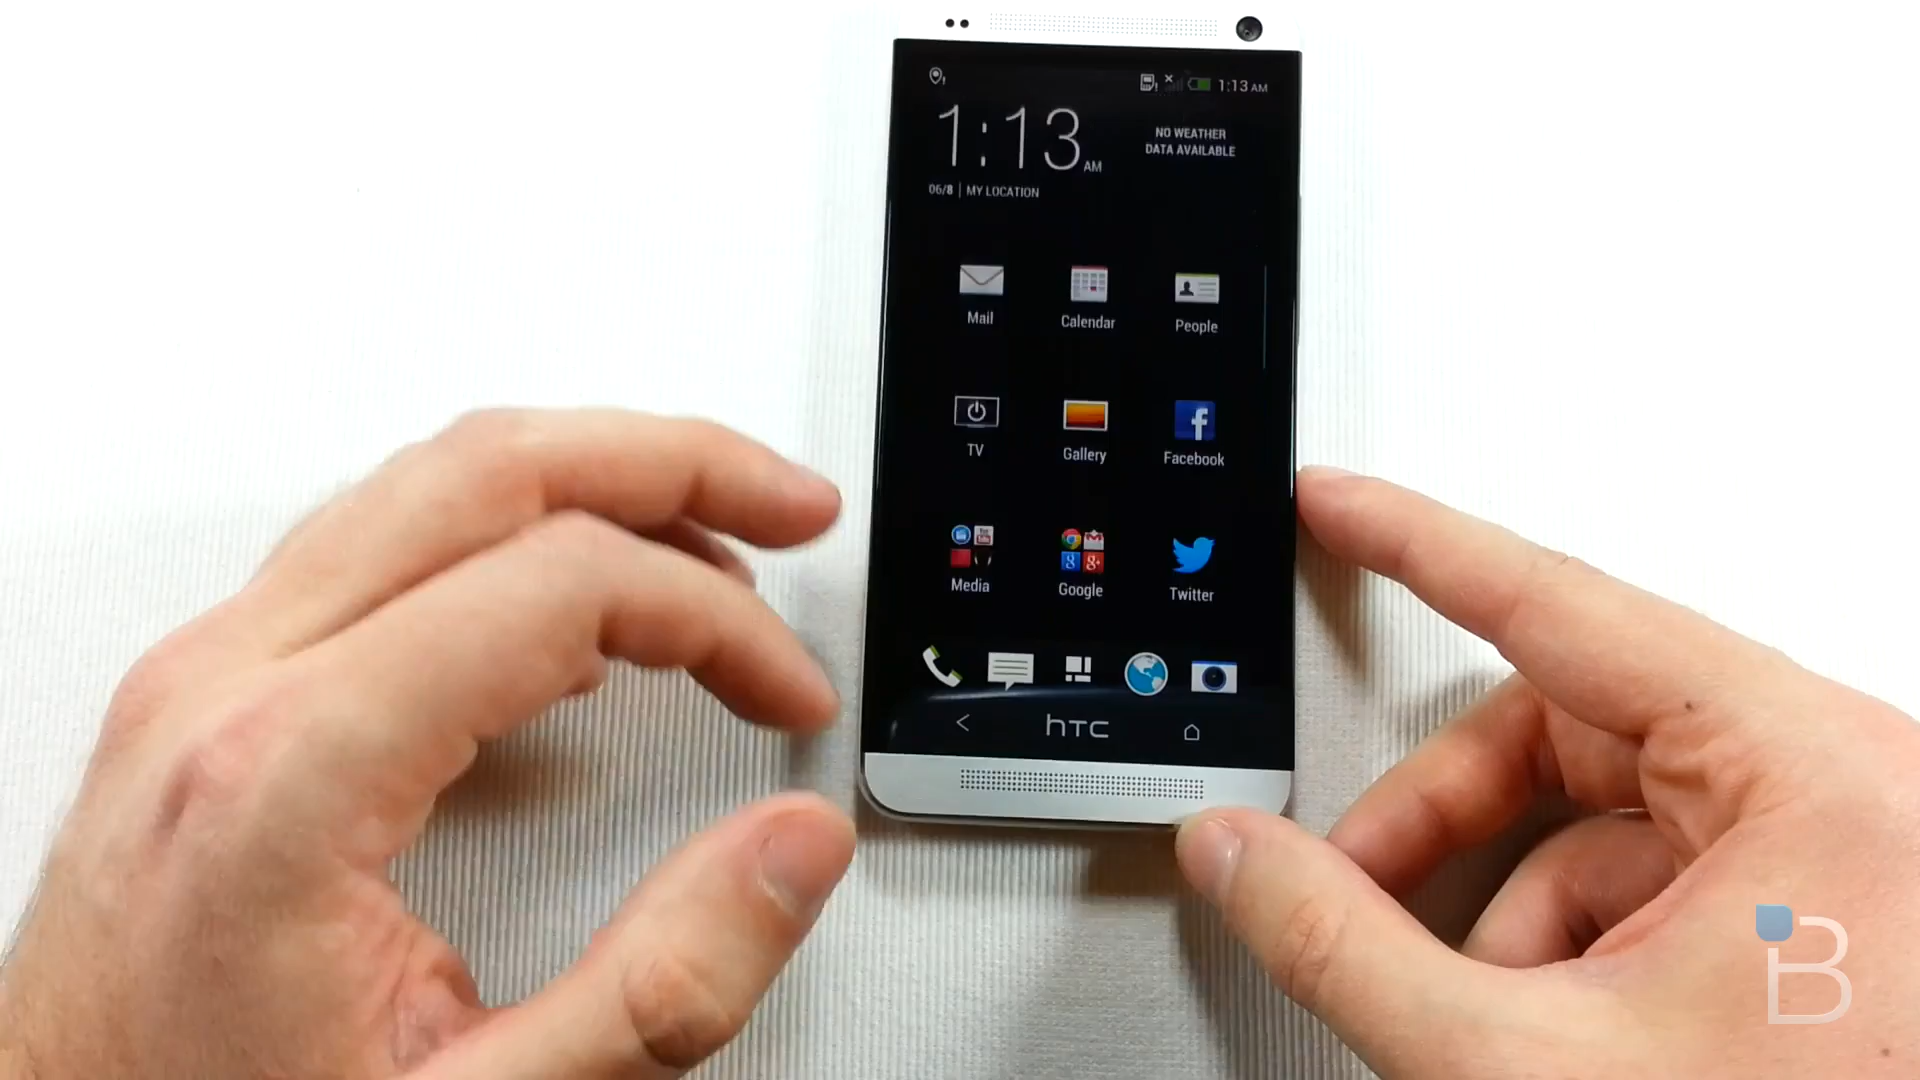 1:13 AM
1:13 AM
NO WEATHER
DATA AVAILABLE
06/8 | MY LOCATION
Mail
Calendar
People
TV
Gallery
Facebook
Media
Google
Twitter
hTC
B